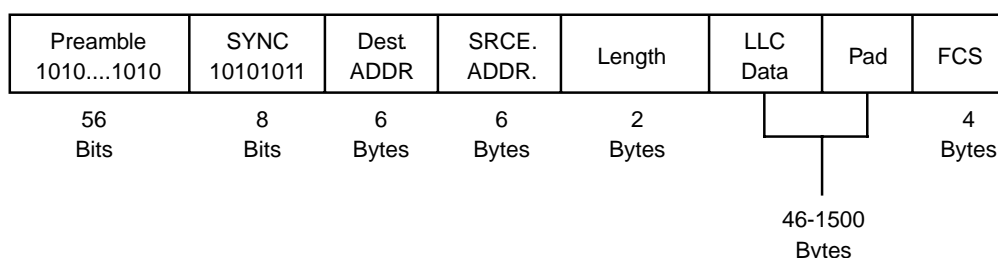 Preamble
1010....1010
SYNC
10101011
Dest.
ADDR
SRCE.
ADDR.
Length
LLC
Data
Pad
FCS
56
Bits
8
Bits
6
Bytes
6
Bytes
2
Bytes
4
Bytes
46-1500
Bytes